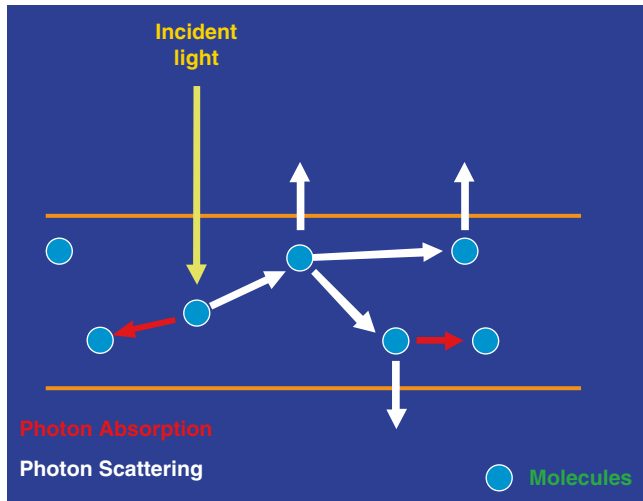 Incident
light
Photon Absorption
Photon Scattering
Molecules